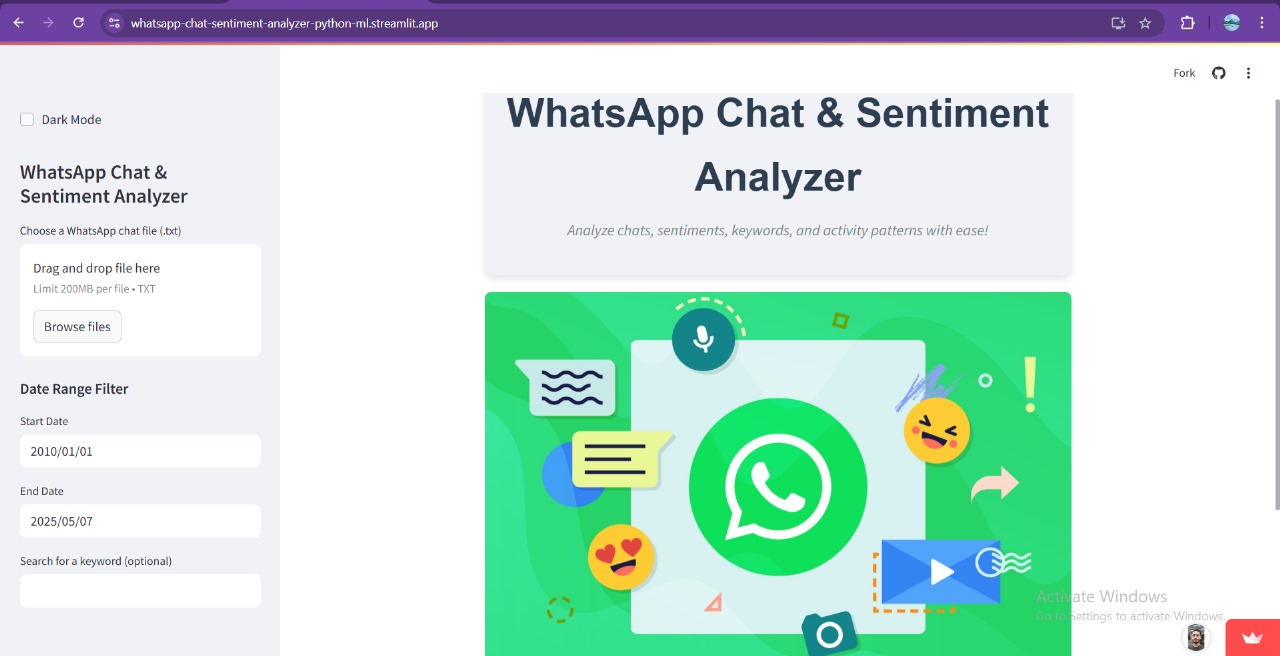 whatsapp-chat-sentiment-analyzer-python-ml.streamlit.app
Fork
Dark Mode
WhatsApp Chat &
Sentiment Analyzer
Choose a WhatsApp chat file (.txt)
Drag and drop file here
Limit 200MB per file • TXT
Browse files
Date Range Filter
Start Date
2010/01/01
End Date
2025/05/07
Search for a keyword (optional)
WhatsApp Chat & Sentiment
Analyzer
Analyze chats, sentiments, keywords, and activity patterns with ease!
Activate Windows
Go to Settings to activate Windows.